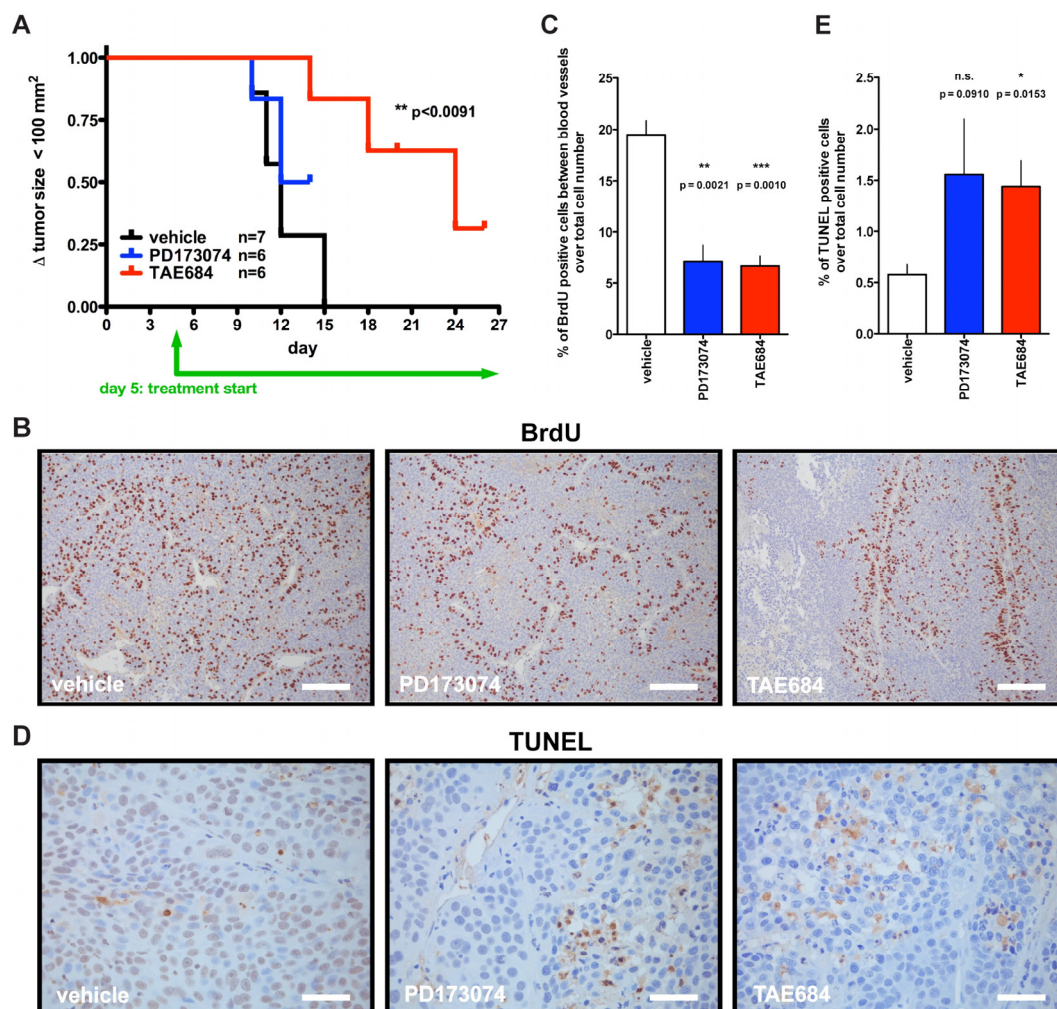 A
Δ tumor size < 100 mm²
1.00
0.75
0.50
0.25
0.00
** p<0.0091
vehicle n=7
PD173074 n=6
TAE684 n=6
0 3 6 9 12 15 18 21 24 27
day
day 5: treatment start
C
% of BrdU positive cells between blood vessels
over total cell number
25
20
15
10
5
0
**
p = 0.0021
***
p = 0.0010
vehicle
PD173074
TAE684
E
% of TUNEL positive cells
over total cell number
2.5
2.0
1.5
1.0
0.5
0.0
n.s.
p = 0.0910
*
p = 0.0153
vehicle
PD173074
TAE684
B
BrdU
vehicle
PD173074
TAE684
D
TUNEL
vehicle
PD173074
TAE684